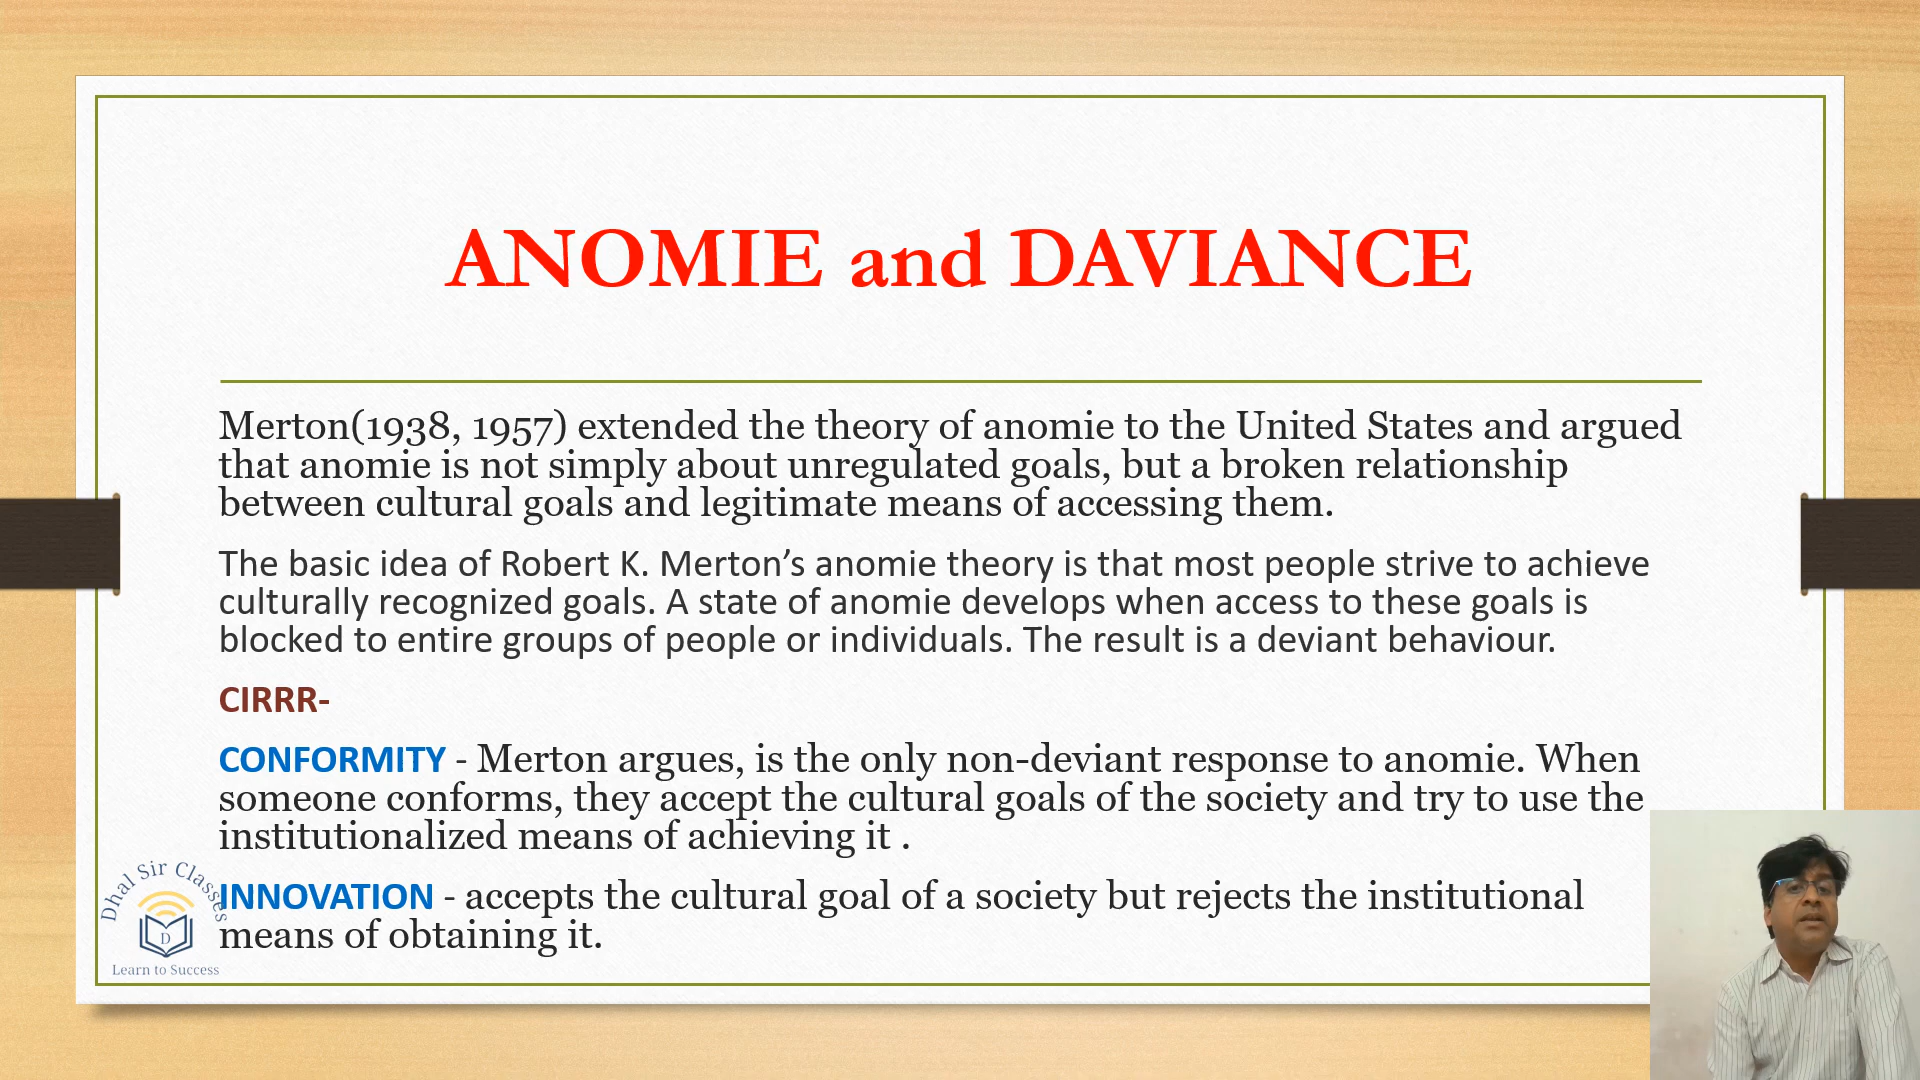 ANOMIE and DAVIANCE
Merton(1938, 1957) extended the theory of anomie to the United States and argued
that anomie is not simply about unregulated goals, but a broken relationship
between cultural goals and legitimate means of accessing them.
The basic idea of Robert K. Merton’s anomie theory is that most people strive to achieve
culturally recognized goals. A state of anomie develops when access to these goals is
blocked to entire groups of people or individuals. The result is a deviant behaviour.
CIRRR-
CONFORMITY - Merton argues, is the only non-deviant response to anomie. When
someone conforms, they accept the cultural goals of the society and try to use the
institutionalized means of achieving it .
INNOVATION - accepts the cultural goal of a society but rejects the institutional
means of obtaining it.
Dhal Sir Classes
D
Learn to Success